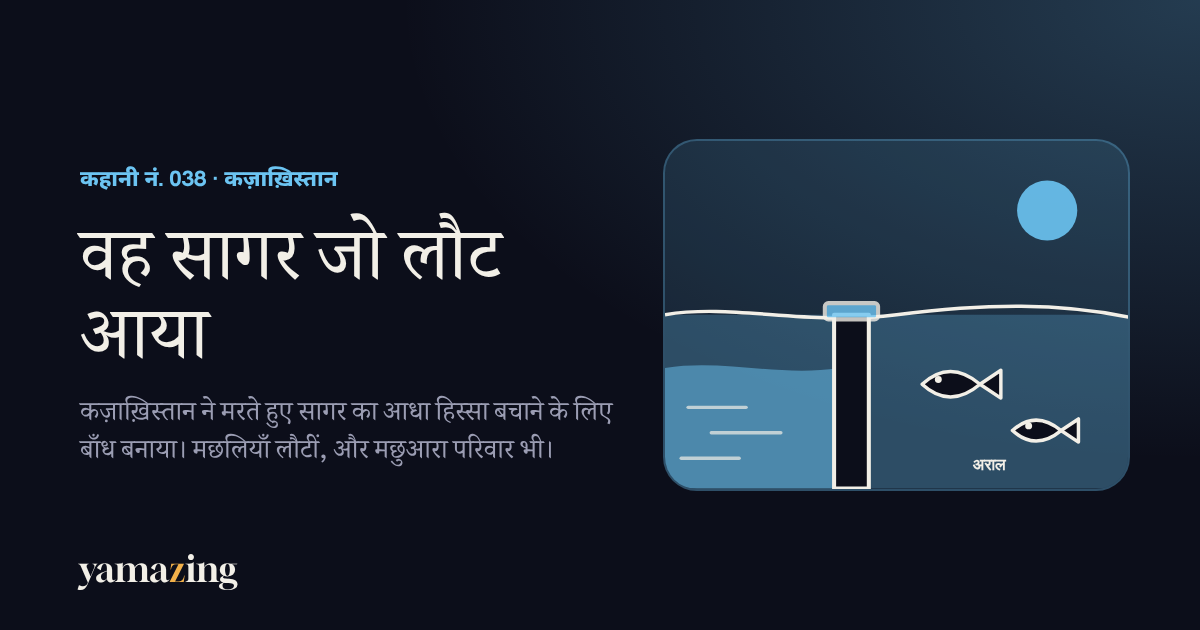 कहानी नं. 038 · कज़ाख़िस्तान
वह सागर जो लौट
आया
कज़ाख़िस्तान ने मरते हुए सागर का आधा हिस्सा बचाने के लिए
बाँध बनाया। मछलियाँ लौटीं, और मछुआरा परिवार भी।
अराल
yamazing